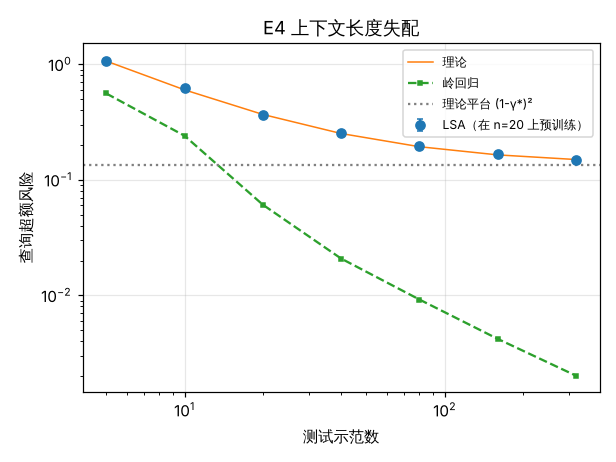 E4 上下文长度失配
理论
岭回归
理论平台 (1-γ*)²
LSA（在 n=20 上预训练）
查询超额风险
10⁰
10⁻¹
10⁻²
10¹
10²
测试示范数